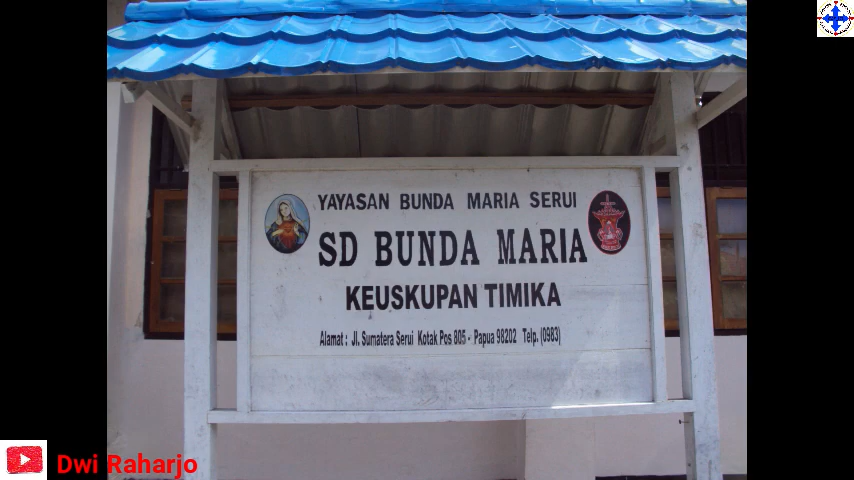 YAYASAN BUNDA MARIA SERUI
SD BUNDA MARIA
KEUSKUPAN TIMIKA
Alamat : Jl. Sumatera Serui Kotak Pos 805 - Papua 98202 Telp. (0983)
Dwi Raharjo